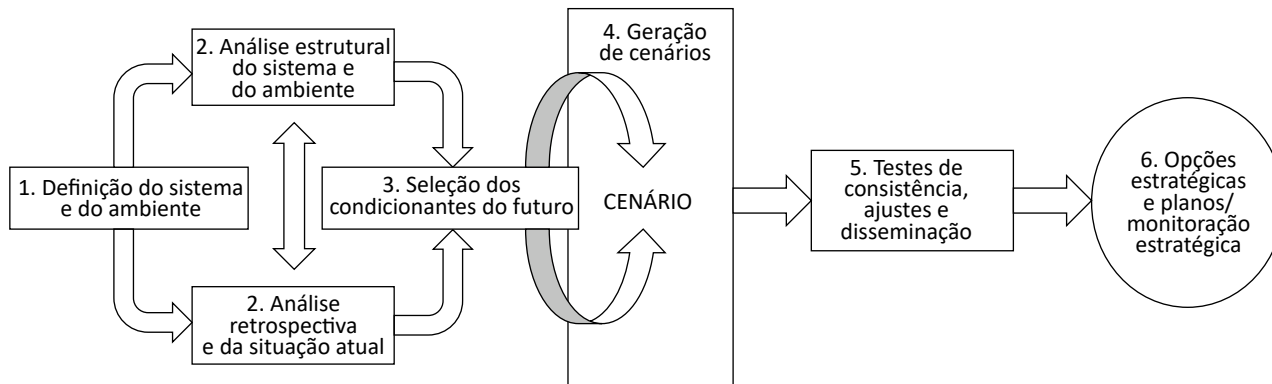 1. Definição do sistema
e do ambiente
2. Análise estrutural
do sistema e
do ambiente
2. Análise
retrospectiva
e da situação atual
3. Seleção dos
condicionantes do futuro
4. Geração
de cenários
CENÁRIO
5. Testes de
consistência,
ajustes e
disseminação
6. Opções
estratégicas
e planos/
monitoração
estratégica